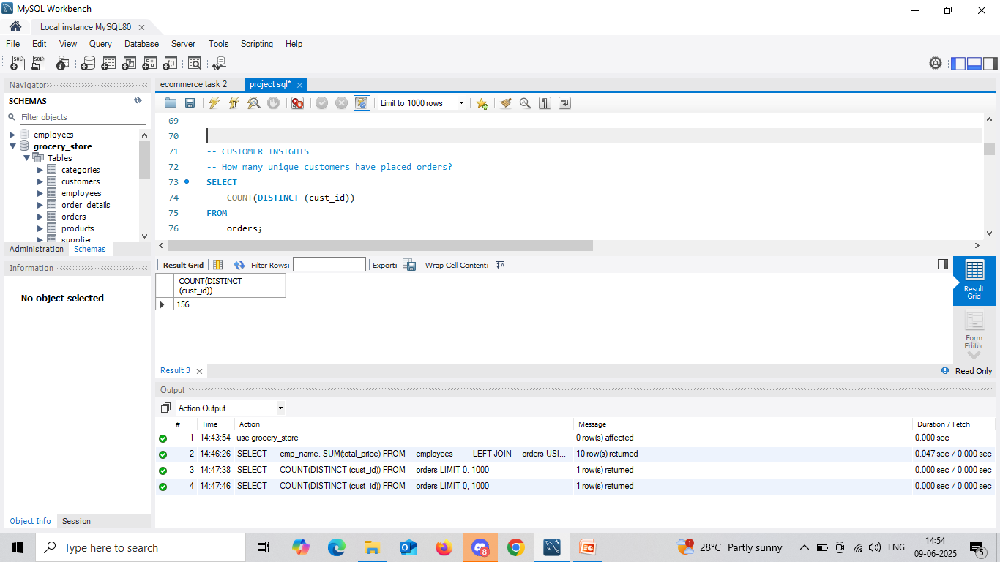 MySQL Workbench
Local instance MySQL80
File Edit View Query Database Server Tools Scripting Help
Navigator
SCHEMAS
Filter objects
employees
grocery_store
Tables
categories
customers
employees
order_details
orders
products
supplier
Administration Schemas
Information
No object selected
Object Info Session
ecommerce task 2 project sql*
Limit to 1000 rows
69
70
71 -- CUSTOMER INSIGHTS
72 -- How many unique customers have placed orders?
73 SELECT
74 COUNT(DISTINCT (cust_id))
75 FROM
76 orders;
Result Grid Filter Rows: Export: Wrap Cell Content:
COUNT(DISTINCT
(cust_id))
156
Result
Grid
Form
Editor
Result 3 Read Only
Output
Action Output
# Time Action Message Duration / Fetch
1 14:43:54 use grocery_store 0 row(s) affected 0.000 sec
2 14:46:26 SELECT emp_name, SUM(total_price) FROM employees LEFT JOIN orders USI... 10 row(s) returned 0.047 sec / 0.000 sec
3 14:47:38 SELECT COUNT(DISTINCT (cust_id)) FROM orders LIMIT 0, 1000 1 row(s) returned 0.000 sec / 0.000 sec
4 14:47:46 SELECT COUNT(DISTINCT (cust_id)) FROM orders LIMIT 0, 1000 1 row(s) returned 0.000 sec / 0.000 sec
Type here to search
8
1
28°C Partly sunny
ENG
14:54
09-06-2025
5